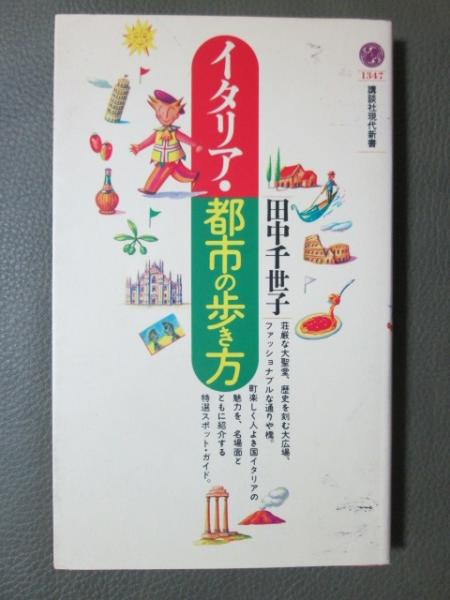 1347
講談社現代新書
イタリア・
都市の歩き方
田中千世子
荘厳な大聖堂、歴史を刻む大広場、
ファッショナブルな通りや橋。
町楽しく人よき国イタリアの
魅力を、名場面と
ともに紹介する
特選スポット・ガイド。